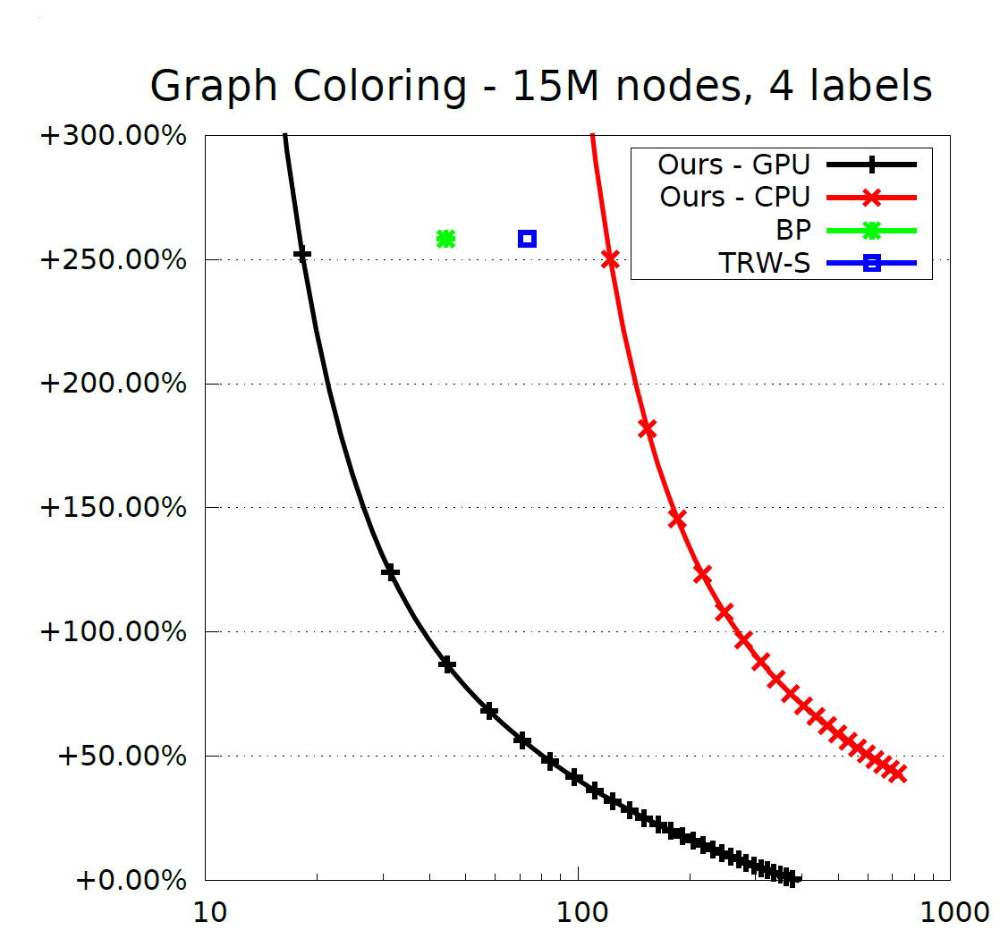 Graph Coloring - 15M nodes, 4 labels
+300.00%
+250.00%
+200.00%
+150.00%
+100.00%
+50.00%
+0.00%
Ours - GPU
Ours - CPU
BP
TRW-S
10
100
1000